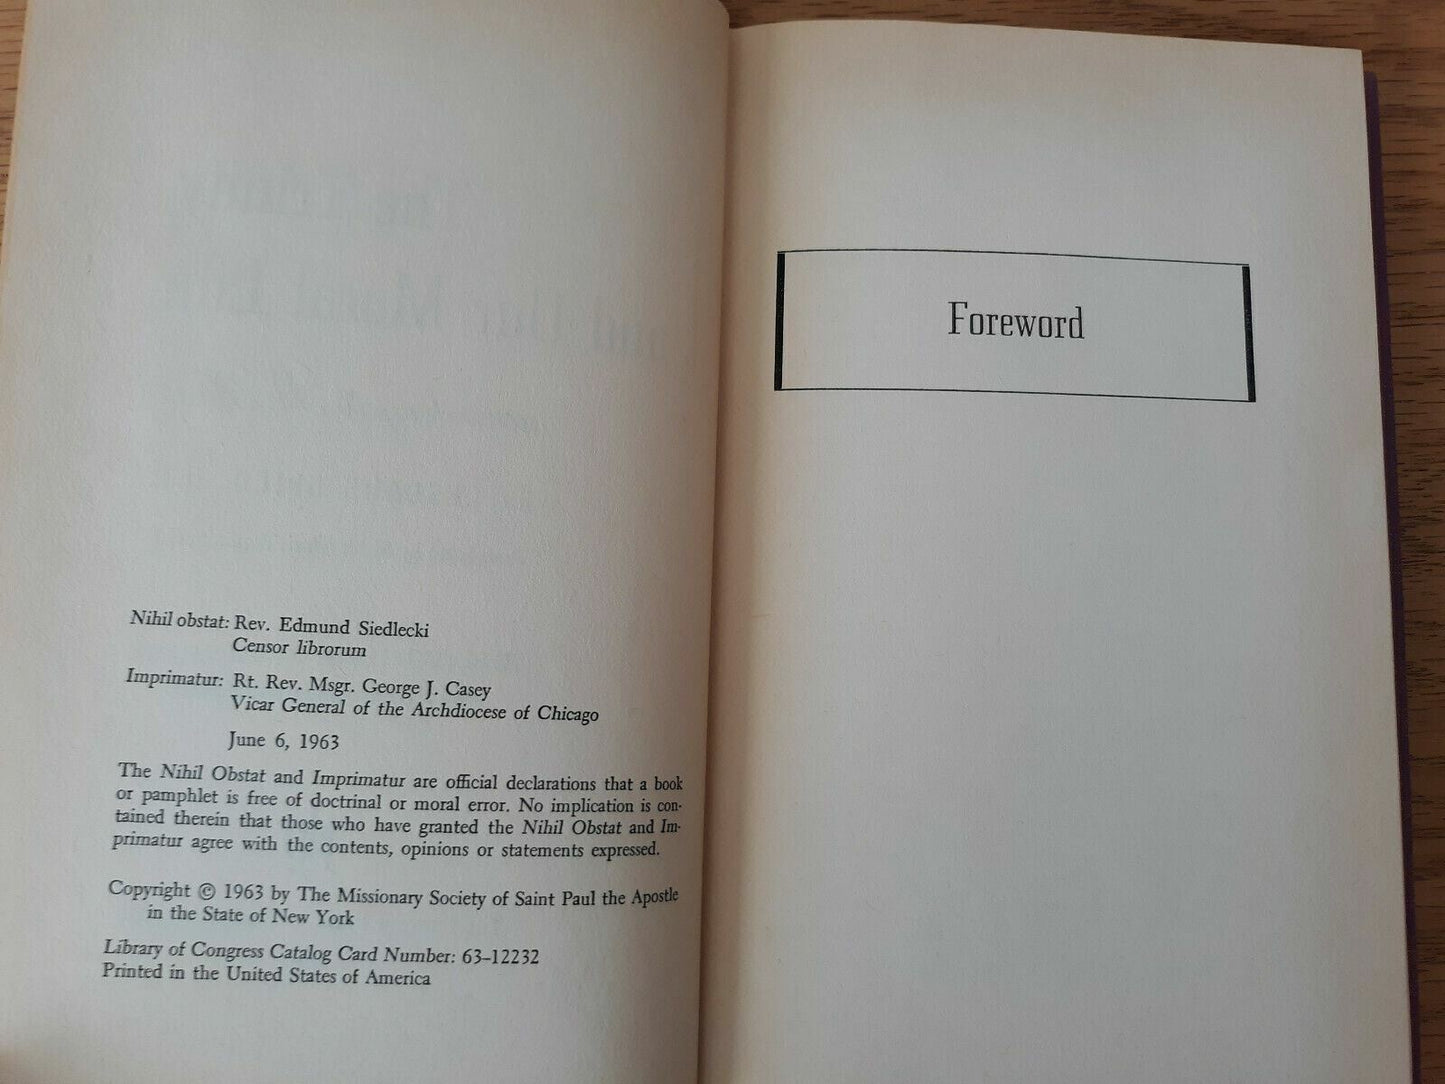 Nihil obstat: Rev. Edmund Siedlecki
Censor librorum
Imprimatur: Rt. Rev. Msgr. George J. Casey
Vicar General of the Archdiocese of Chicago
June 6, 1963
The Nihil Obstat and Imprimatur are official declarations that a book
or pamphlet is free of doctrinal or moral error. No implication is con-
tained therein that those who have granted the Nihil Obstat and Im-
primatur agree with the contents, opinions or statements expressed.
Copyright © 1963 by The Missionary Society of Saint Paul the Apostle
in the State of New York
Library of Congress Catalog Card Number: 63-12232
Printed in the United States of America
Foreword